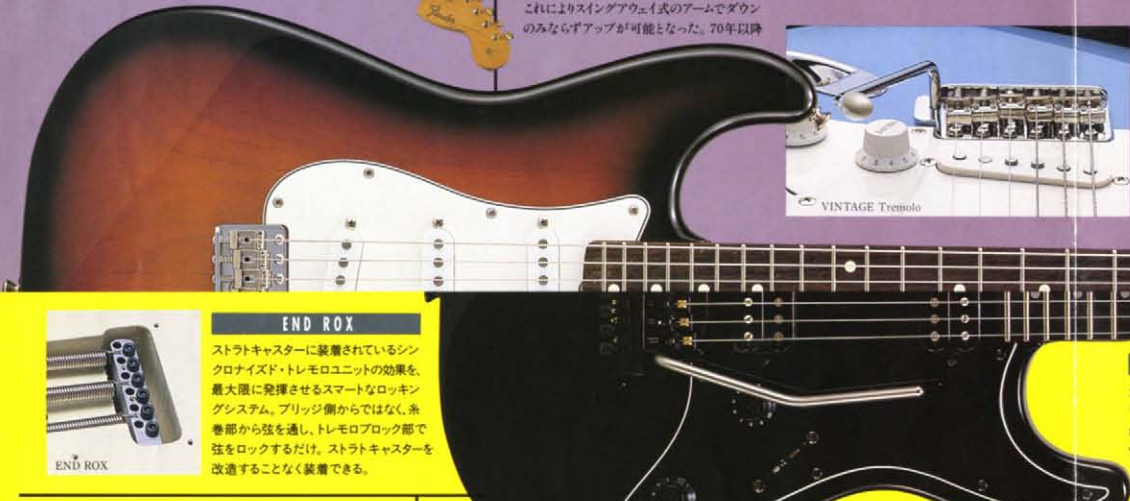 Fender
これによりスイングアウェイ式のアームでダウン
のみならずアップが可能となった。70年以降
VINTAGE Tremolo
END ROX
ストラトキャスターに装着されているシン
クロナイズド・トレモロユニットの効果を、
最大限に発揮させるスマートなロッキン
グシステム。ブリッジ側からではなく、糸
巻部から弦を通し、トレモロブロック部で
弦をロックするだけ。ストラトキャスターを
改造することなく装着できる。
END ROX